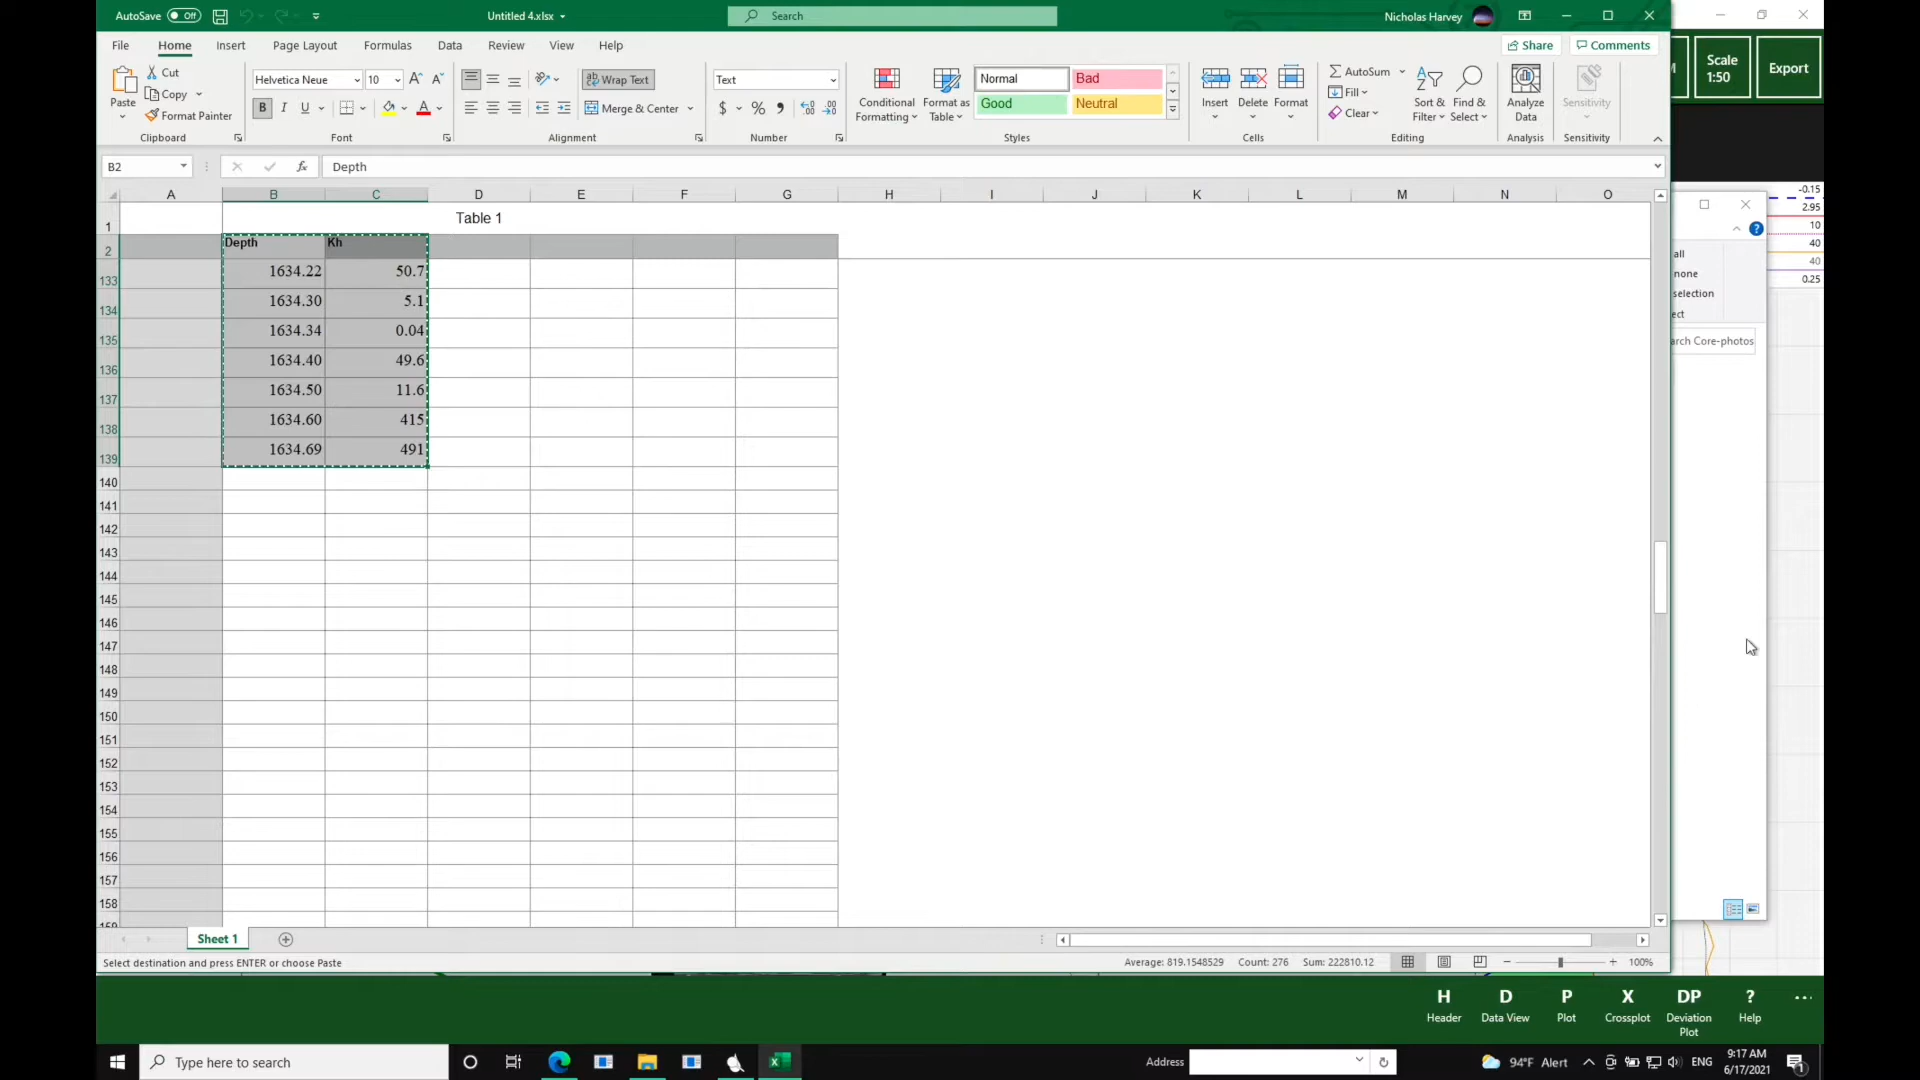 AutoSave Off Untitled 4.xlsx Search Nicholas Harvey
File Home Insert Page Layout Formulas Data Review View Help Share Comments
Paste Cut Copy Format Painter Clipboard
Helvetica Neue 10 B I U A Font
Wrap Text Merge & Center Alignment
Text $ % Number
Conditional Formatting Format as Table Normal Bad Good Neutral Styles
Insert Delete Format Cells
AutoSum Fill Clear Sort & Filter Find & Select Editing
Analyze Data Analysis Sensitivity Sensitivity
Scale 1:50 Export
B2 fx Depth
A B C D E F G H I J K L M N O
1 Table 1
2 Depth Kh
133 1634.22 50.7
134 1634.30 5.1
135 1634.34 0.04
136 1634.40 49.6
137 1634.50 11.6
138 1634.60 415
139 1634.69 491
140
141
142
143
144
145
146
147
148
149
150
151
152
153
154
155
156
157
158
159
-0.15
2.95
10
40
40
0.25
all
none
selection
ect
arch Core-photos
Sheet 1
Select destination and press ENTER or choose Paste Average: 819.1548529 Count: 276 Sum: 222810.12 100%
H Header
D Data View
P Plot
X Crossplot
DP Deviation Plot
? Help
...
Type here to search Address 94°F Alert ENG 9:17 AM
6/17/2021 1